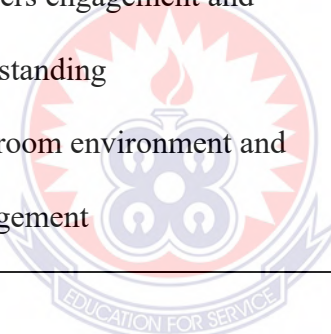 ers engagement and
standing
room environment and
gement
EDUCATION FOR SERVICE